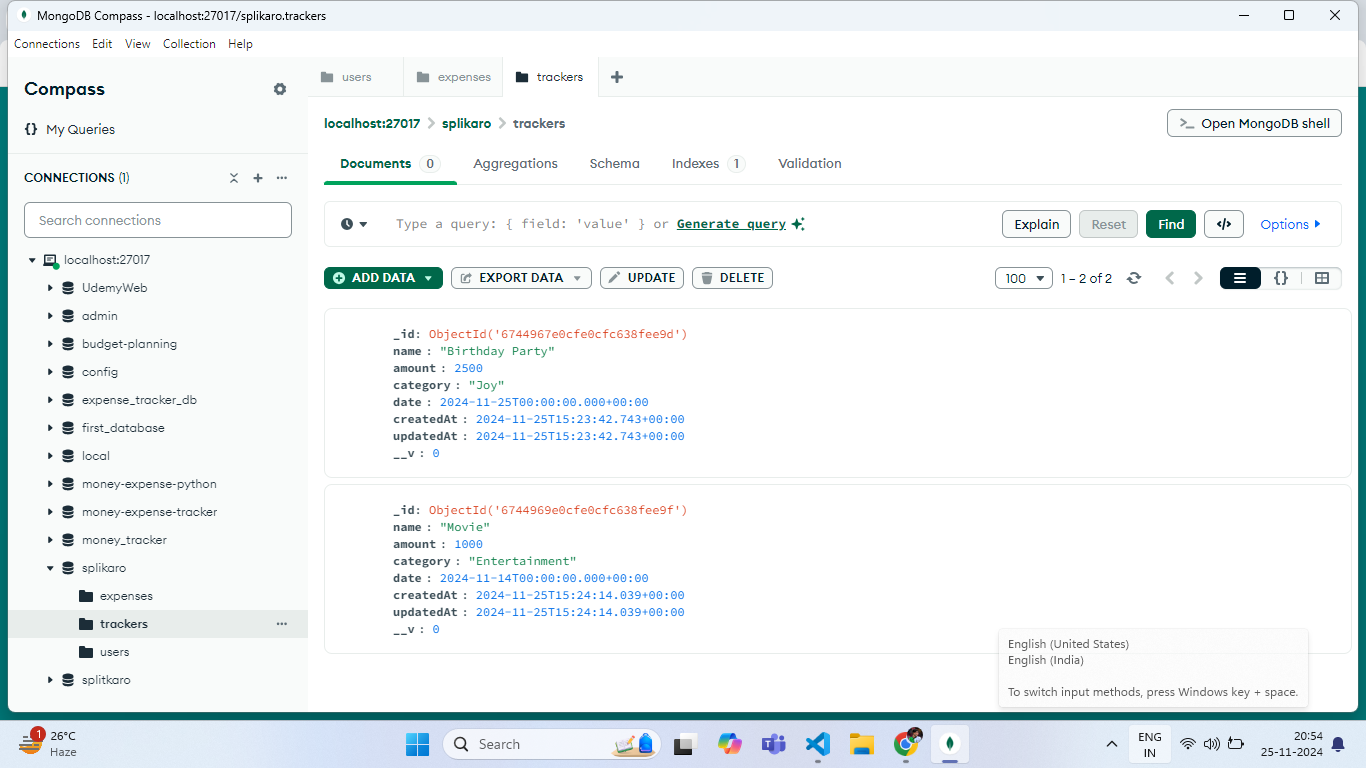 MongoDB Compass - localhost:27017/splikaro.trackers
Connections Edit View Collection Help
Compass
{} My Queries
CONNECTIONS (1)
Search connections
localhost:27017
UdemyWeb
admin
budget-planning
config
expense_tracker_db
first_database
local
money-expense-python
money-expense-tracker
money_tracker
splikaro
expenses
trackers
users
splitkaro
users expenses trackers
localhost:27017 > splikaro > trackers
>_ Open MongoDB shell
Documents 0 Aggregations Schema Indexes 1 Validation
Type a query: { field: 'value' } or Generate query
Explain Reset Find </> Options
ADD DATA EXPORT DATA UPDATE DELETE
100 1 – 2 of 2 {}
_id: ObjectId('6744967e0cfe0cfc638fee9d')
name : "Birthday Party"
amount : 2500
category : "Joy"
date : 2024-11-25T00:00:00.000+00:00
createdAt : 2024-11-25T15:23:42.743+00:00
updatedAt : 2024-11-25T15:23:42.743+00:00
__v : 0
_id: ObjectId('6744969e0cfe0cfc638fee9f')
name : "Movie"
amount : 1000
category : "Entertainment"
date : 2024-11-14T00:00:00.000+00:00
createdAt : 2024-11-25T15:24:14.039+00:00
updatedAt : 2024-11-25T15:24:14.039+00:00
__v : 0
English (United States)
English (India)
To switch input methods, press Windows key + space.
1
26°C
Haze
Search
ENG
IN
20:54
25-11-2024